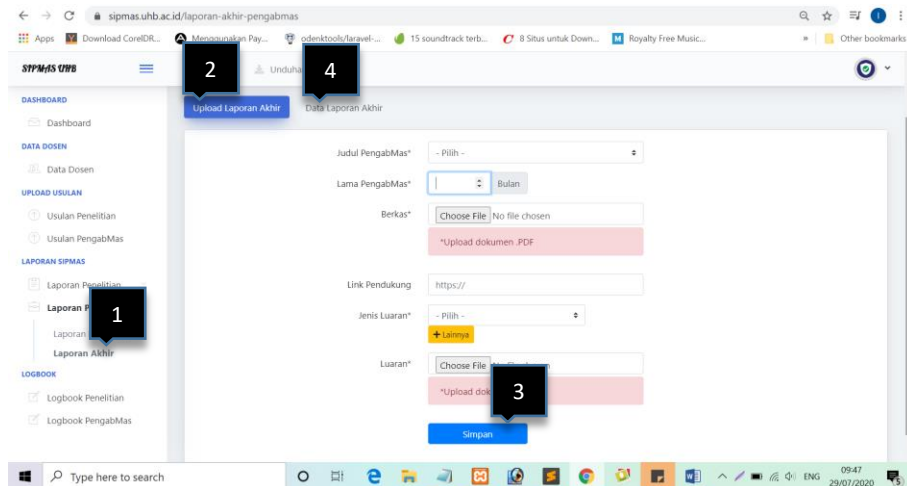 sipmas.uhb.ac.id/laporan-akhir-pengabmas
Apps Download CorelDR... Menggunakan Pay... odenktools/laravel-... 15 soundtrack terb... 8 Situs untuk Down... Royalty Free Music... » Other bookmarks
SIPMAS UHB
2
4
Upload Laporan Akhir
Data Laporan Akhir
DASHBOARD
Dashboard
DATA DOSEN
Data Dosen
UPLOAD USULAN
Usulan Penelitian
Usulan PengabMas
LAPORAN SIPMAS
Laporan Penelitian
Laporan P
1
Laporan
Laporan Akhir
LOGBOOK
Logbook Penelitian
Logbook PengabMas
Judul PengabMas* - Pilih -
Lama PengabMas* Bulan
Berkas* Choose File No file chosen
*Upload dokumen .PDF
Link Pendukung https://
Jenis Luaran* - Pilih -
+ Lainnya
Luaran* Choose File
*Upload dok
3
Simpan
Type here to search
ENG
09:47
29/07/2020
5